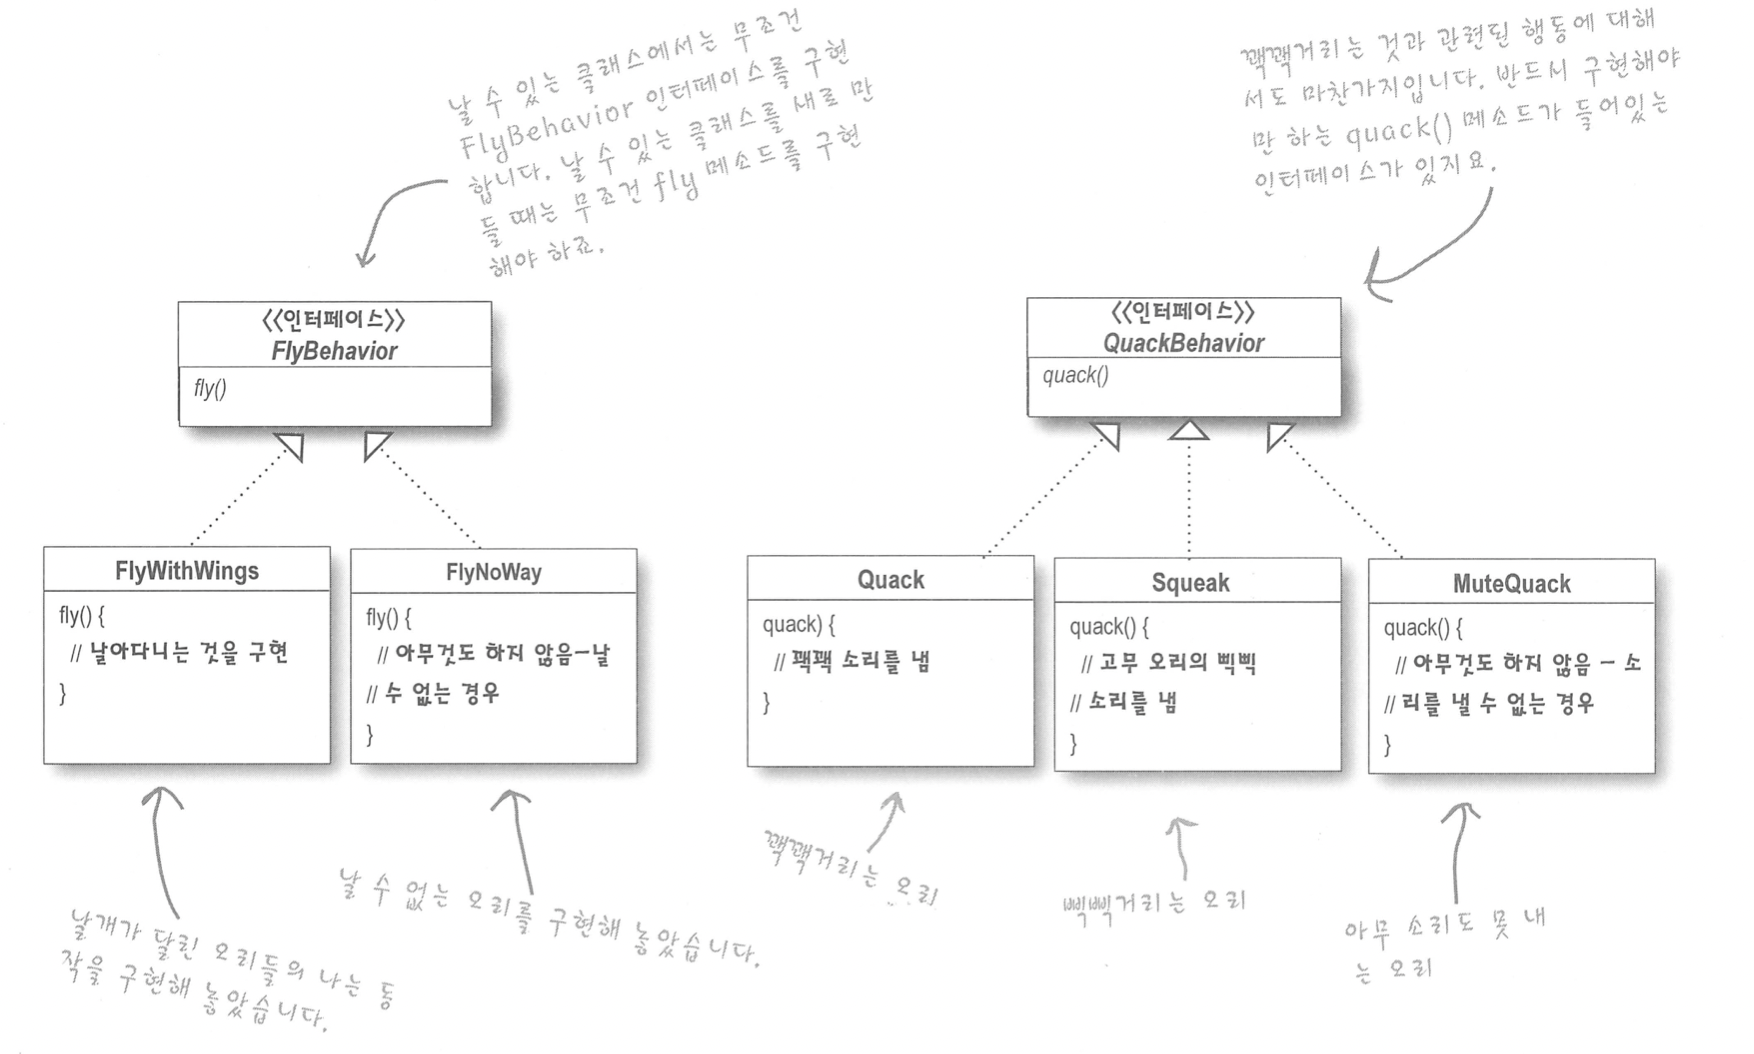 날 수 있는 클래스에서는 무조건
FlyBehavior 인터페이스를 구현
합니다. 날 수 있는 클래스를 새로 만
들 때는 무조건 fly 메소드를 구현
해야 하죠.
꽥꽥거리는 것과 관련된 행동에 대해
서도 마찬가지입니다. 반드시 구현해야
만 하는 quack() 메소드가 들어있는
인터페이스가 있지요.
<<인터페이스>>
FlyBehavior
fly()
<<인터페이스>>
QuackBehavior
quack()
FlyWithWings
fly() {
// 날아다니는 것을 구현
}
FlyNoWay
fly() {
// 아무것도 하지 않음-날
// 수 없는 경우
}
Quack
quack) {
// 꽥꽥 소리를 냄
}
Squeak
quack() {
// 고무 오리의 삑삑
// 소리를 냄
}
MuteQuack
quack() {
// 아무것도 하지 않음 - 소
// 리를 낼 수 없는 경우
}
날개가 달린 오리들의 나는 동
작을 구현해 놓았습니다.
날 수 없는 오리를 구현해 놓았습니다.
꽥꽥거리는 오리
삑삑거리는 오리
아무 소리도 못 내
는 오리